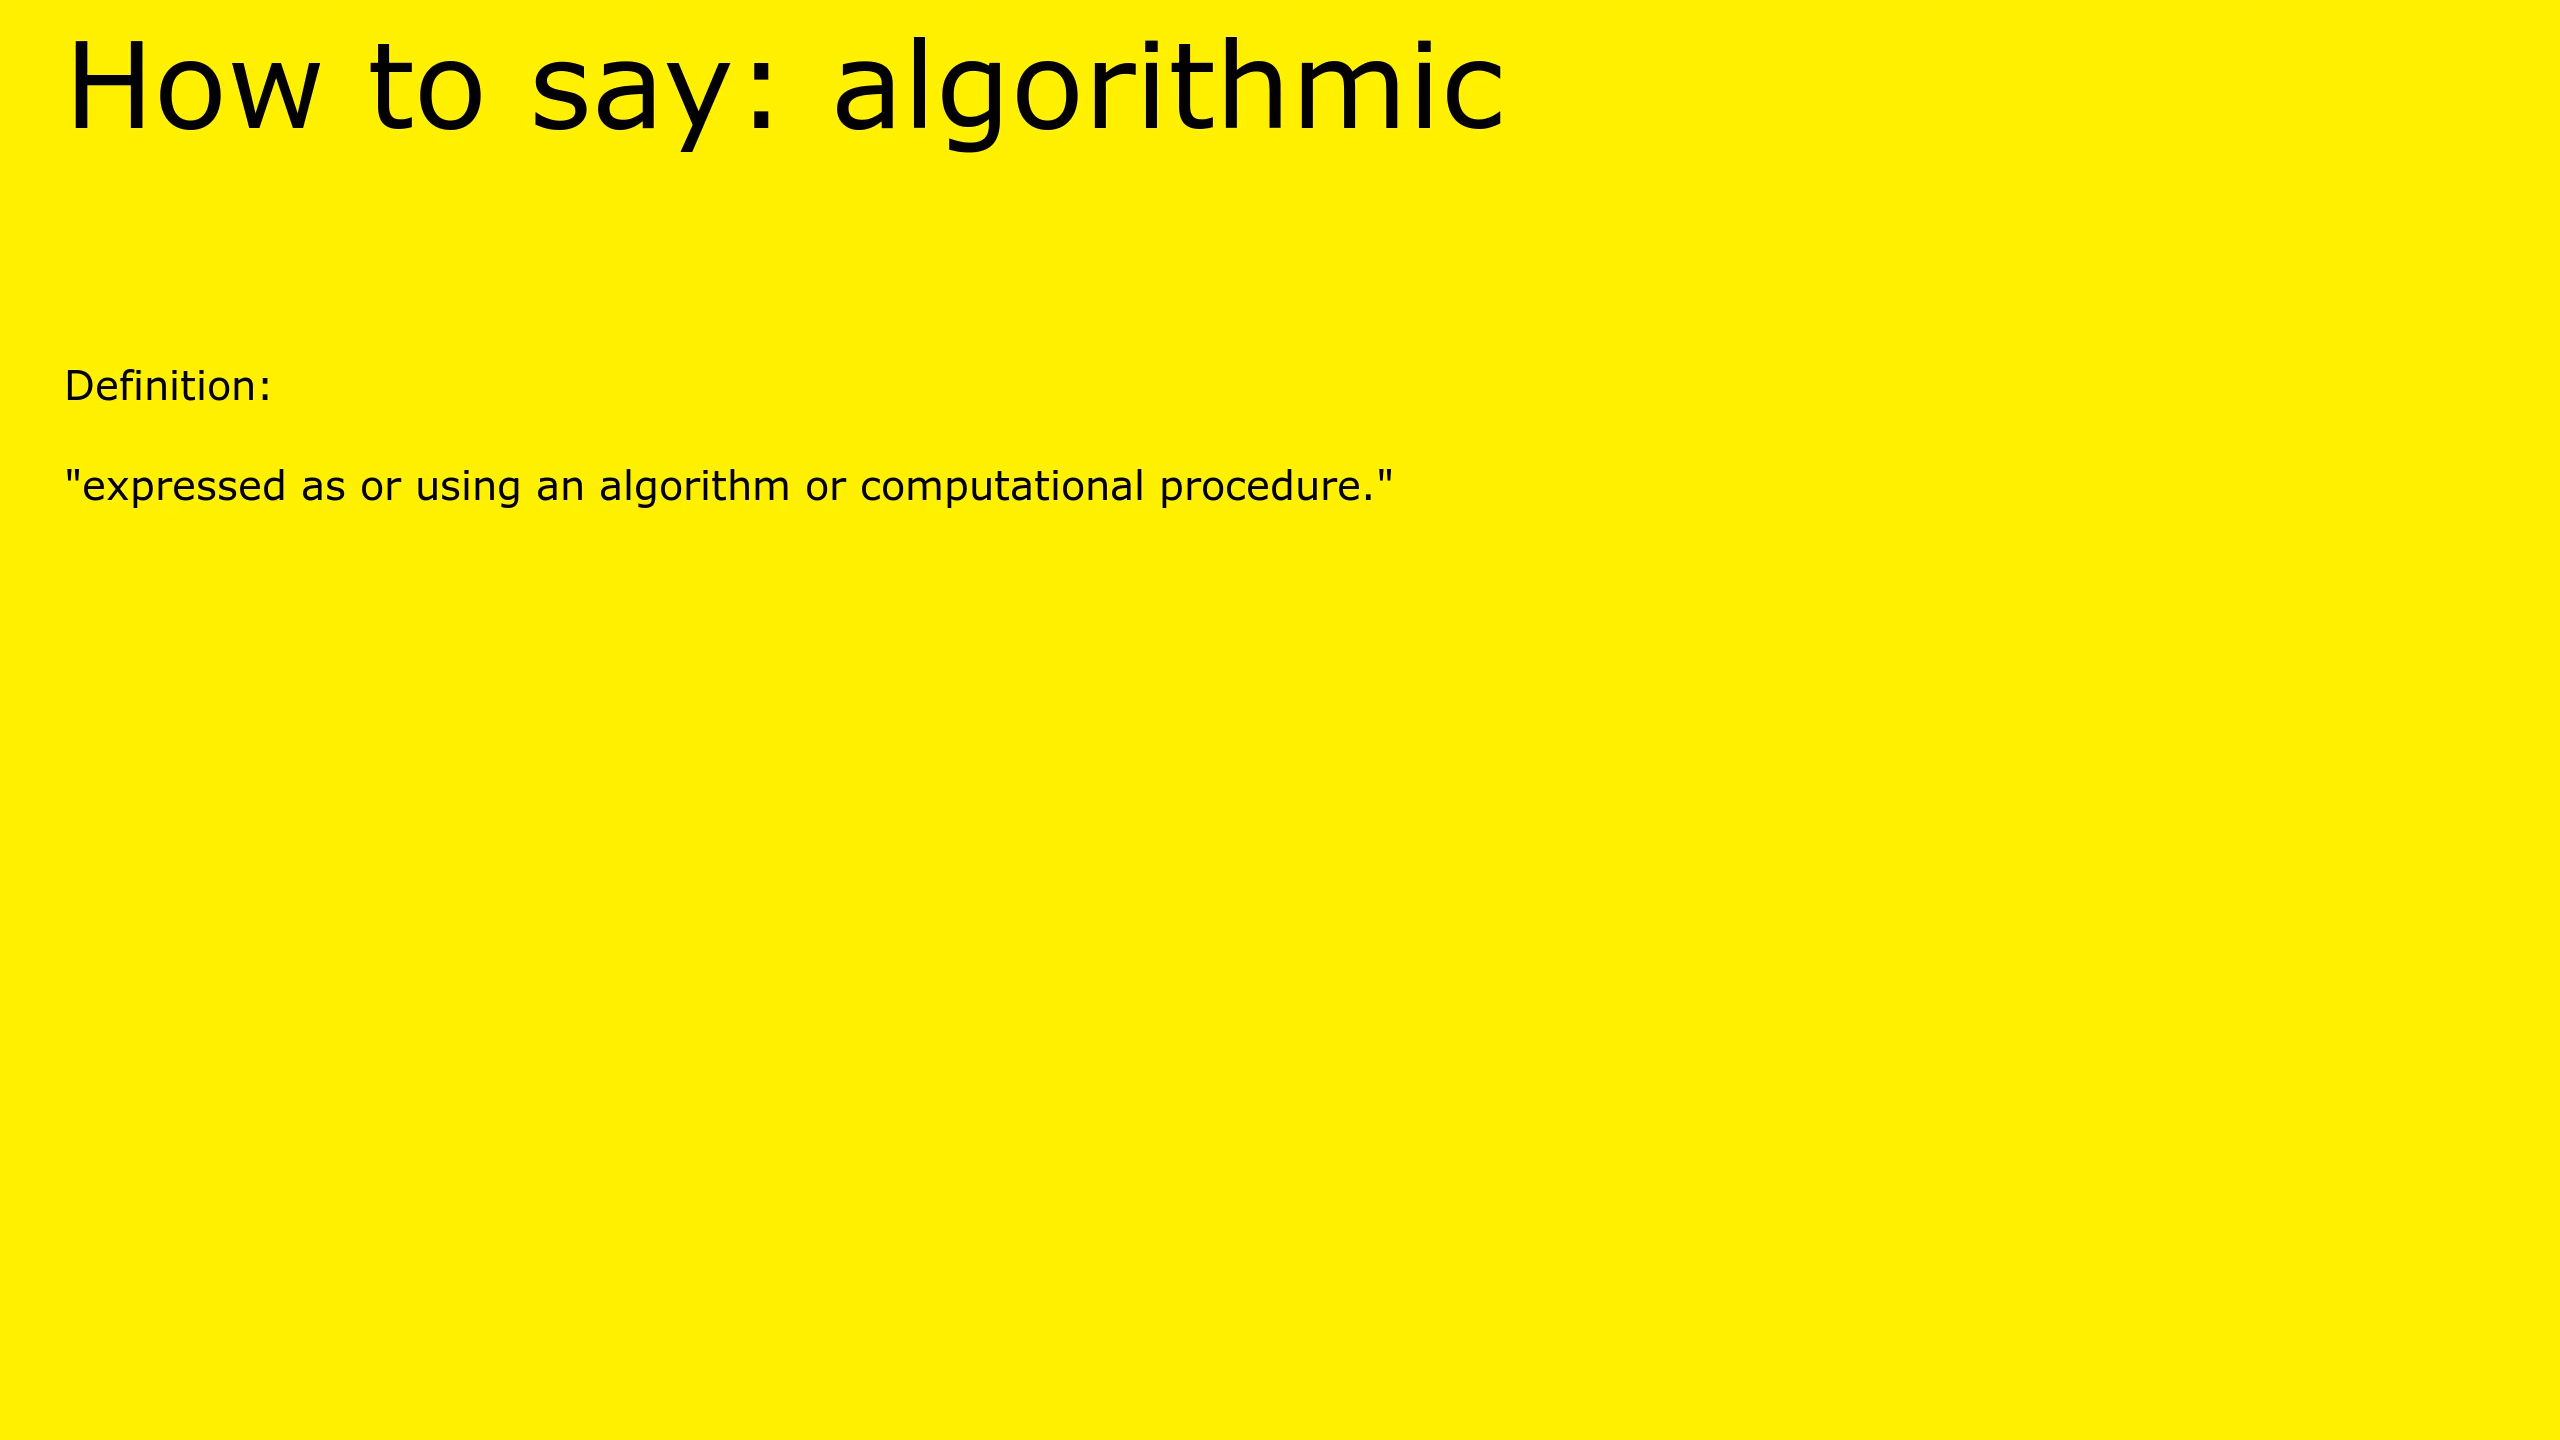 How to say: algorithmic
Definition:
"expressed as or using an algorithm or computational procedure."